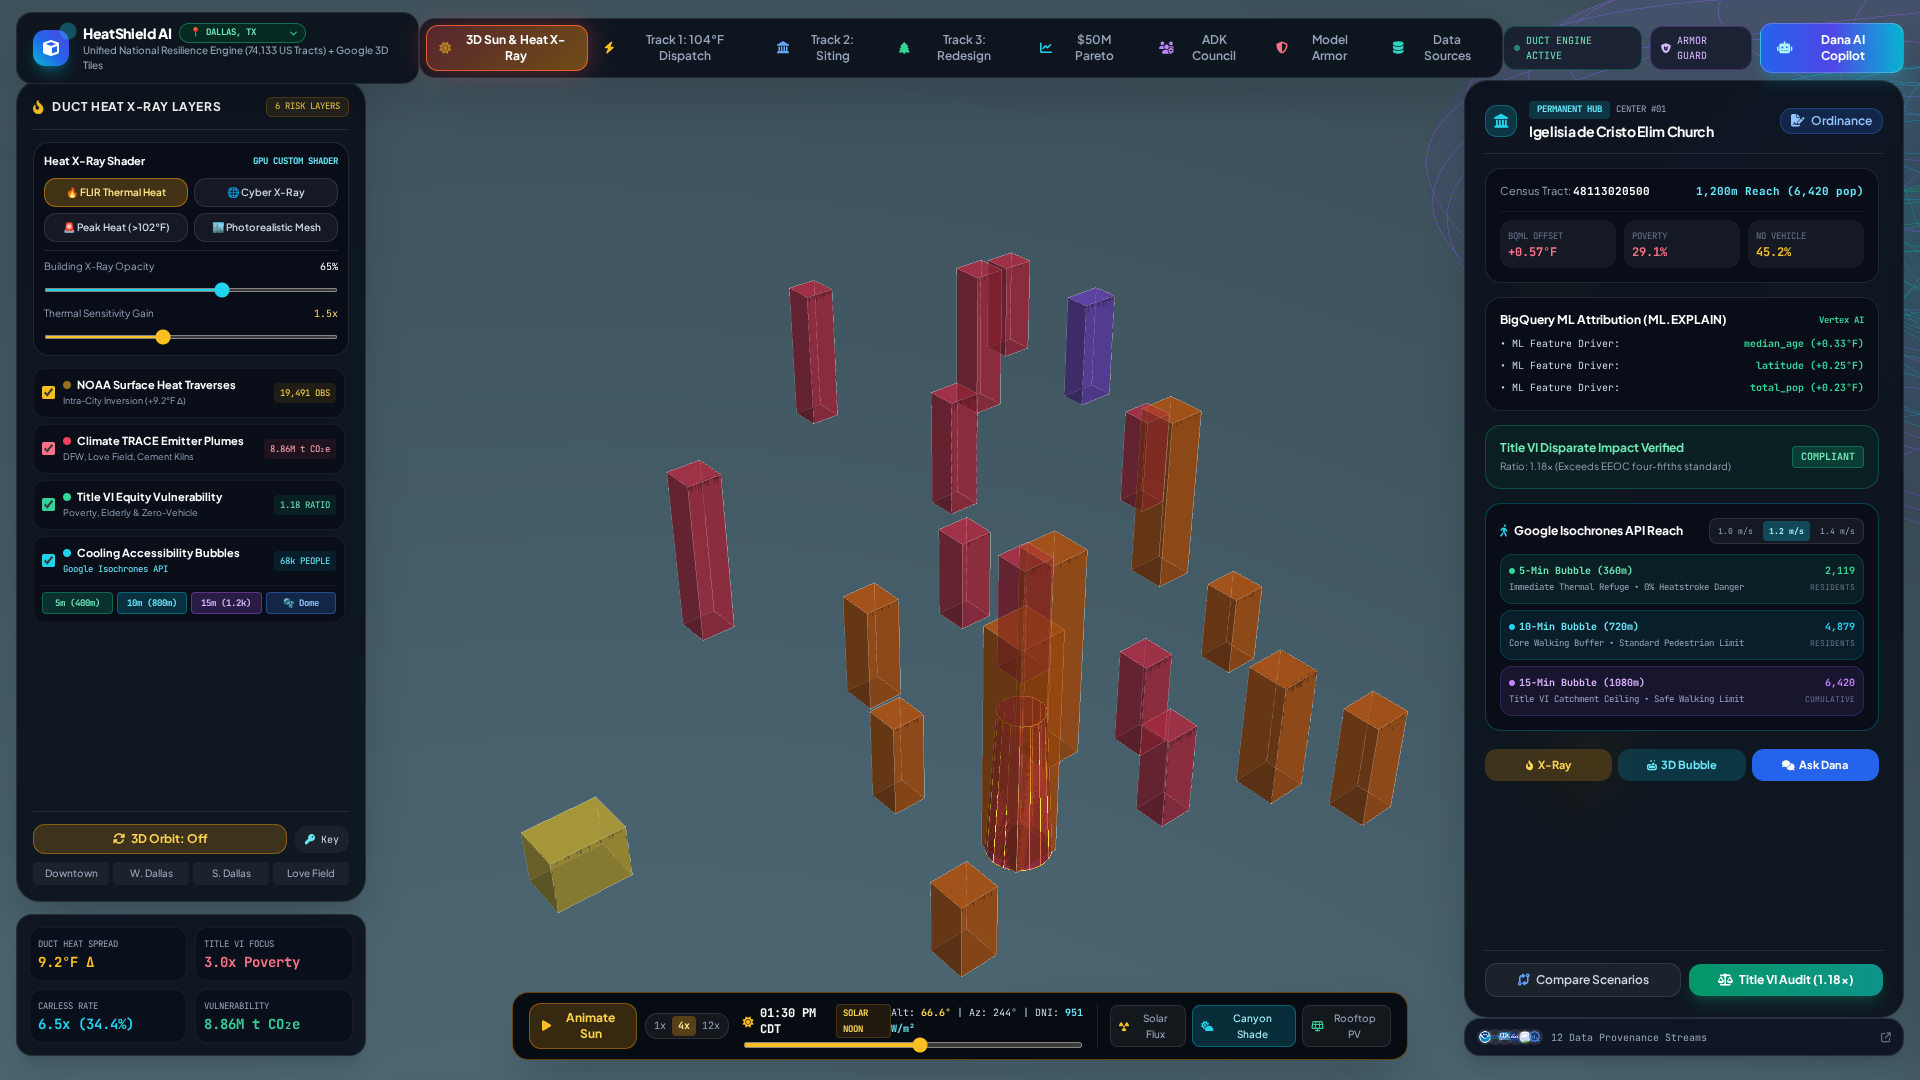 HeatShield AI
DALLAS, TX
Unified National Resilience Engine (74,133 US Tracts) + Google 3D
Tiles
3D Sun & Heat X-
Ray
Track 1: 104°F
Dispatch
Track 2:
Siting
Track 3:
Redesign
$50M
Pareto
ADK
Council
Model
Armor
Data
Sources
DUCT ENGINE
ACTIVE
ARMOR
GUARD
Dana AI
Copilot
DUCT HEAT X-RAY LAYERS
6 RISK LAYERS
Heat X-Ray Shader
GPU CUSTOM SHADER
FLIR Thermal Heat
Cyber X-Ray
Peak Heat (>102°F)
Photorealistic Mesh
Building X-Ray Opacity
65%
Thermal Sensitivity Gain
1.5x
NOAA Surface Heat Traverses
Intra-City Inversion (+9.2°F Δ)
19,491 OBS
Climate TRACE Emitter Plumes
DFW, Love Field, Cement Kilns
8.86M t CO₂e
Title VI Equity Vulnerability
Poverty, Elderly & Zero-Vehicle
1.18 RATIO
Cooling Accessibility Bubbles
Google Isochrones API
68k PEOPLE
5m (400m)
10m (800m)
15m (1.2k)
Dome
3D Orbit: Off
Key
Downtown
W. Dallas
S. Dallas
Love Field
DUCT HEAT SPREAD
9.2°F Δ
TITLE VI FOCUS
3.0x Poverty
CARLESS RATE
6.5x (34.4%)
VULNERABILITY
8.86M t CO₂e
Animate
Sun
1x
4x
12x
01:30 PM
CDT
SOLAR
NOON
Alt: 66.6° | Az: 244° | DNI: 951
W/m²
Solar
Flux
Canyon
Shade
Rooftop
PV
PERMANENT HUB
CENTER #01
Igelisia de Cristo Elim Church
Ordinance
Census Tract: 48113020500
1,200m Reach (6,420 pop)
BQML OFFSET
+0.57°F
POVERTY
29.1%
NO VEHICLE
45.2%
BigQuery ML Attribution (ML.EXPLAIN)
Vertex AI
• ML Feature Driver:
median_age (+0.33°F)
• ML Feature Driver:
latitude (+0.25°F)
• ML Feature Driver:
total_pop (+0.23°F)
Title VI Disparate Impact Verified
Ratio: 1.18× (Exceeds EEOC four-fifths standard)
COMPLIANT
Google Isochrones API Reach
1.0 m/s
1.2 m/s
1.4 m/s
5-Min Bubble (360m)
2,119
Immediate Thermal Refuge • 0% Heatstroke Danger
RESIDENTS
10-Min Bubble (720m)
4,879
Core Walking Buffer • Standard Pedestrian Limit
RESIDENTS
15-Min Bubble (1080m)
6,420
Title VI Catchment Ceiling • Safe Walking Limit
CUMULATIVE
X-Ray
3D Bubble
Ask Dana
Compare Scenarios
Title VI Audit (1.18×)
12 Data Provenance Streams